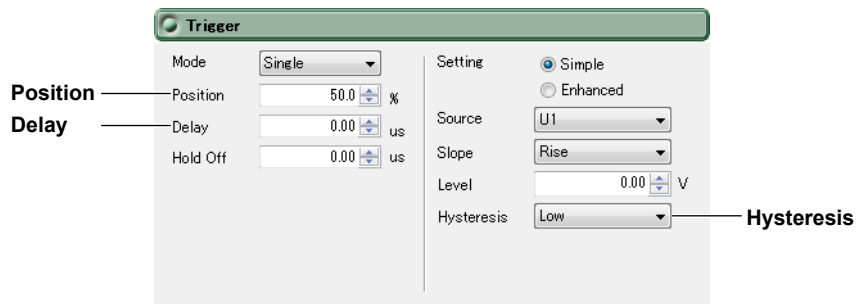 Trigger
Mode Single
Position Position 50.0 %
Delay Delay 0.00 us
Hold Off 0.00 us
Setting Simple
Enhanced
Source U1
Slope Rise
Level 0.00 V
Hysteresis Low Hysteresis